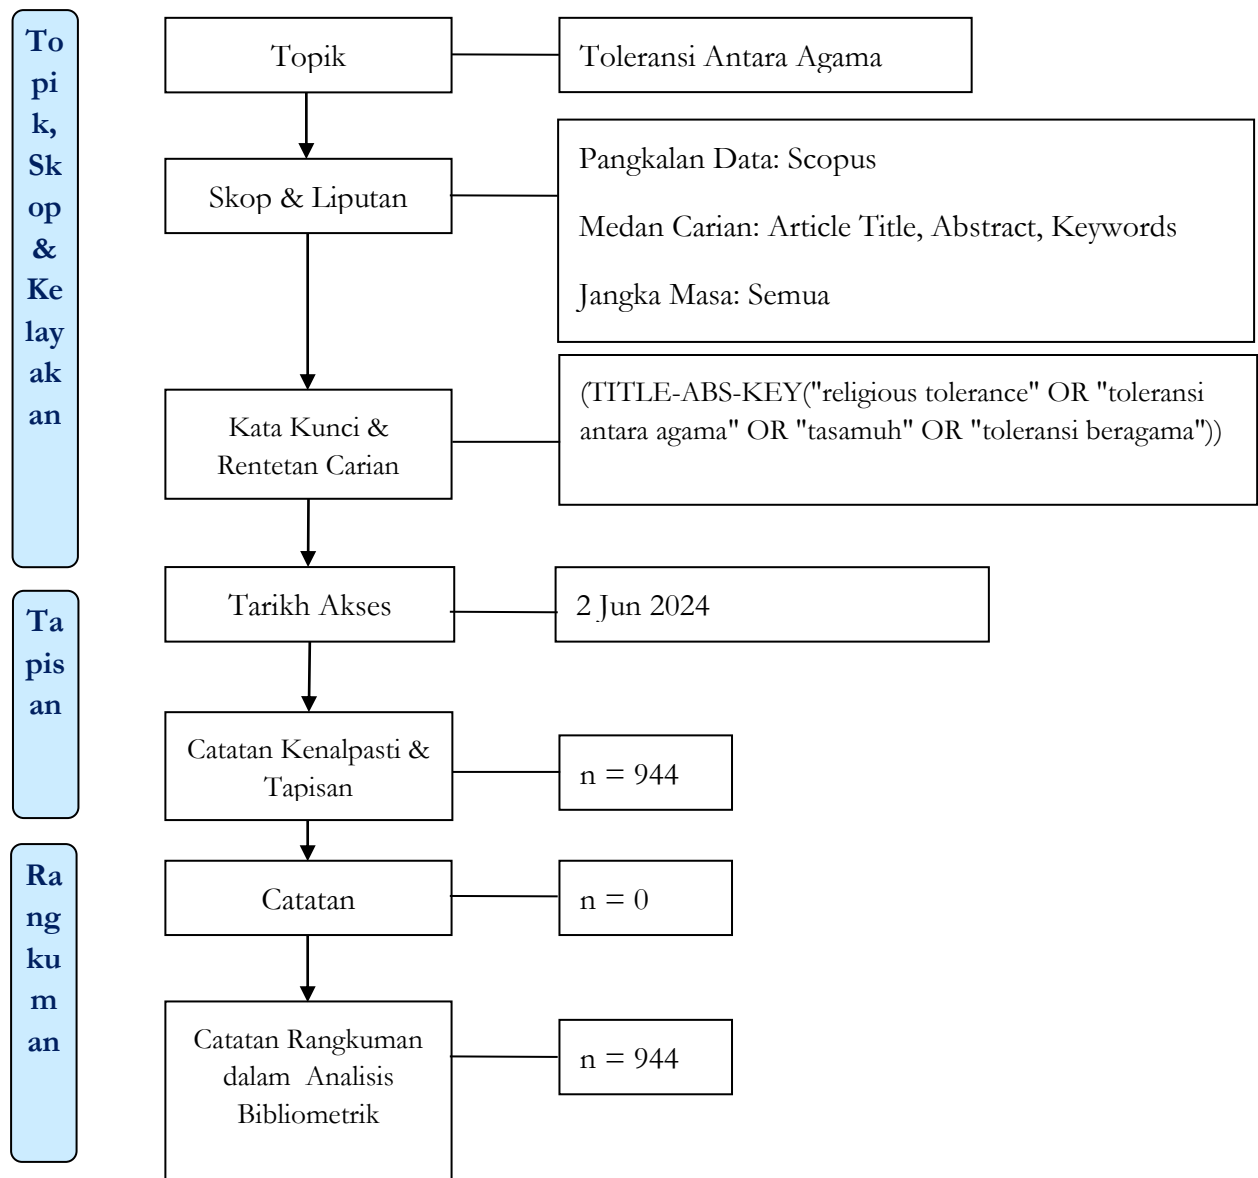 To
pi
k,
Sk
op
&
Ke
lay
ak
an
Topik
Toleransi Antara Agama
Skop & Liputan
Pangkalan Data: Scopus
Medan Carian: Article Title, Abstract, Keywords
Jangka Masa: Semua
Kata Kunci &
Rentetan Carian
(TITLE-ABS-KEY("religious tolerance" OR "toleransi
antara agama" OR "tasamuh" OR "toleransi beragama"))
Ta
pis
an
Tarikh Akses
2 Jun 2024
Catatan Kenalpasti &
Tapisan
n = 944
Ra
ng
ku
m
an
Catatan
n = 0
Catatan Rangkuman
dalam Analisis
Bibliometrik
n = 944